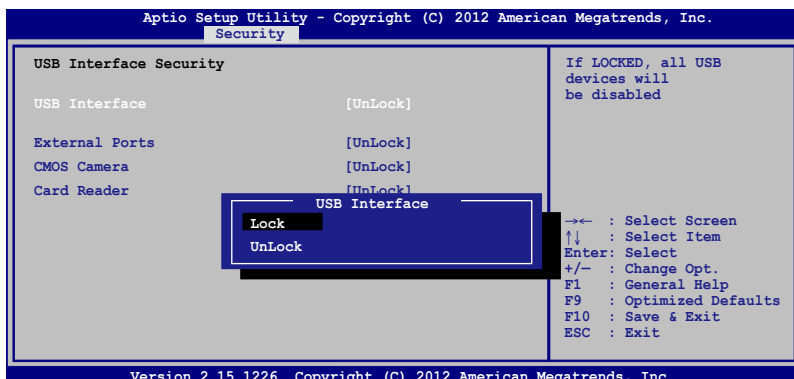 Aptio Setup Utility - Copyright (C) 2012 American Megatrends, Inc.
Security
USB Interface Security
USB Interface [UnLock]
External Ports [UnLock]
CMOS Camera [UnLock]
Card Reader [UnLock]
USB Interface
Lock
UnLock
If LOCKED, all USB
devices will
be disabled
→← : Select Screen
↑↓ : Select Item
Enter: Select
+/— : Change Opt.
F1 : General Help
F9 : Optimized Defaults
F10 : Save & Exit
ESC : Exit
Version 2.15.1226. Copyright (C) 2012 American Megatrends, Inc.